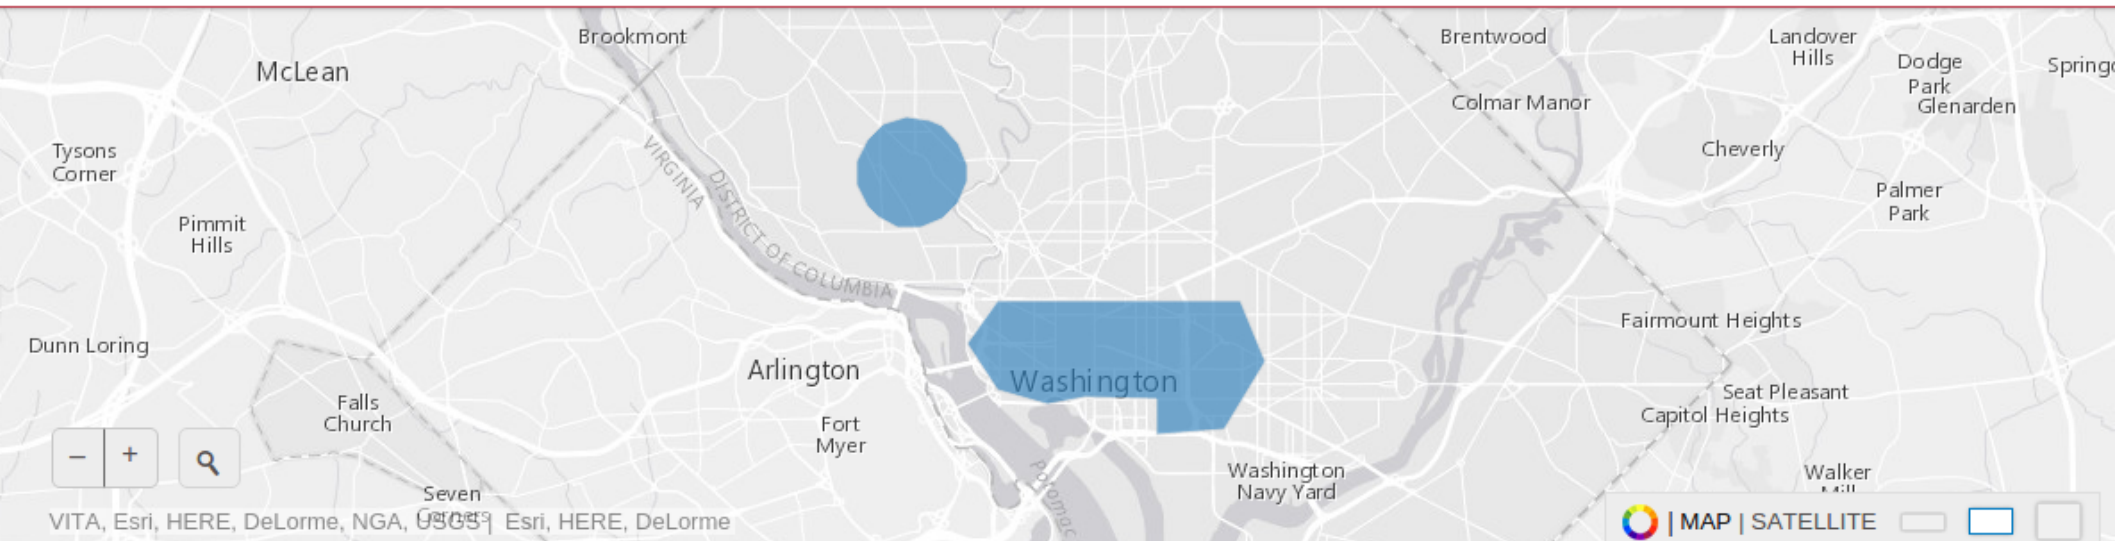 Brookmont
Brentwood
Landover
Hills
McLean
Dodge
Park
Springd
Colmar Manor
Glenarden
Tysons
Corner
VIRGINIA
DISTRICT OF COLUMBIA
Cheverly
Palmer
Park
Pimmit
Hills
Dunn Loring
Fairmount Heights
Arlington
Washington
Seat Pleasant
Capitol Heights
Falls
Church
Fort
Myer
− +
Washington
Navy Yard
Potomac
Walker
Mill
Seven
Corners
VITA, Esri, HERE, DeLorme, NGA, USGS | Esri, HERE, DeLorme
| MAP | SATELLITE